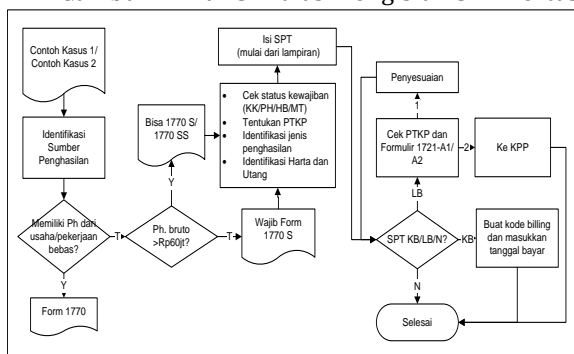 Contoh Kasus 1/
Contoh Kasus 2
Identifikasi
Sumber
Penghasilan
Memiliki Ph dari
usaha/pekerjaan
bebas?
Y
Form 1770
T
Ph. bruto
>Rp60jt?
Y
Bisa 1770 S/
1770 SS
T
Wajib Form
1770 S
• Cek status kewajiban
(KK/PH/HB/MT)
• Tentukan PTKP
• Identifikasi jenis
penghasilan
• Identifikasi Harta dan
Utang
Isi SPT
(mulai dari lampiran)
Penyesuaian
1
Cek PTKP dan
Formulir 1721-A1/
A2
2
Ke KPP
LB
SPT KB/LB/N?
KB
Buat kode billing
dan masukkan
tanggal bayar
N
Selesai